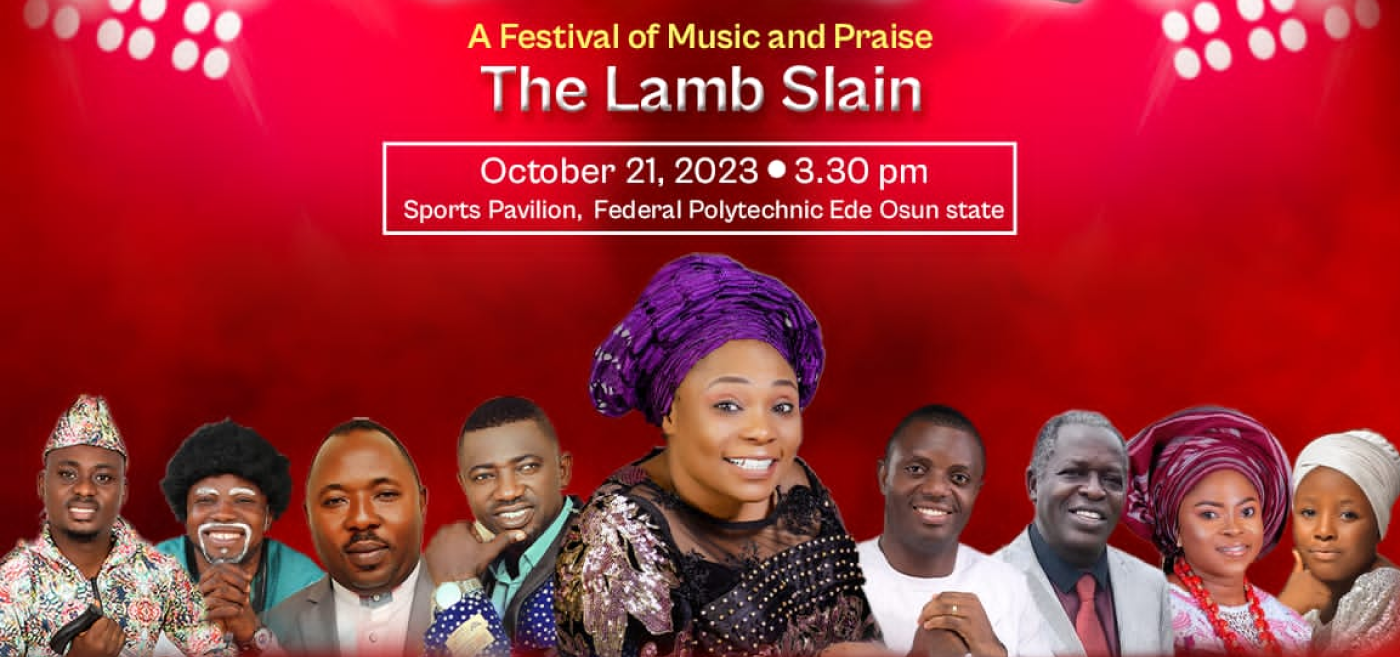 A Festival of Music and Praise
The Lamb Slain
October 21, 2023 • 3.30 pm
Sports Pavilion, Federal Polytechnic Ede Osun state